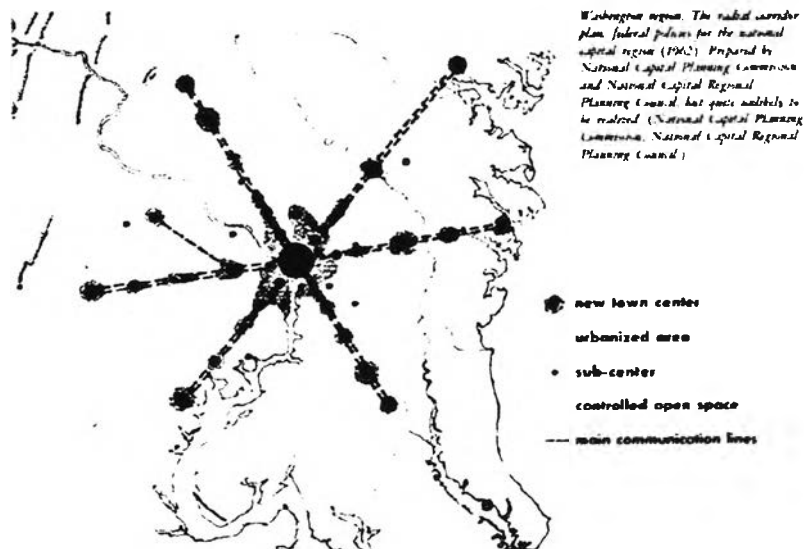 Washington region. The radial corridor
plan, federal policies for the national
capital region (1962). Prepared by
National Capital Planning Commission
and National Capital Regional
Planning Council, but quite unlikely to
be realized. (National Capital Planning
Commission, National Capital Regional
Planning Council.)
new town center
urbanized area
sub-center
controlled open space
main communication lines